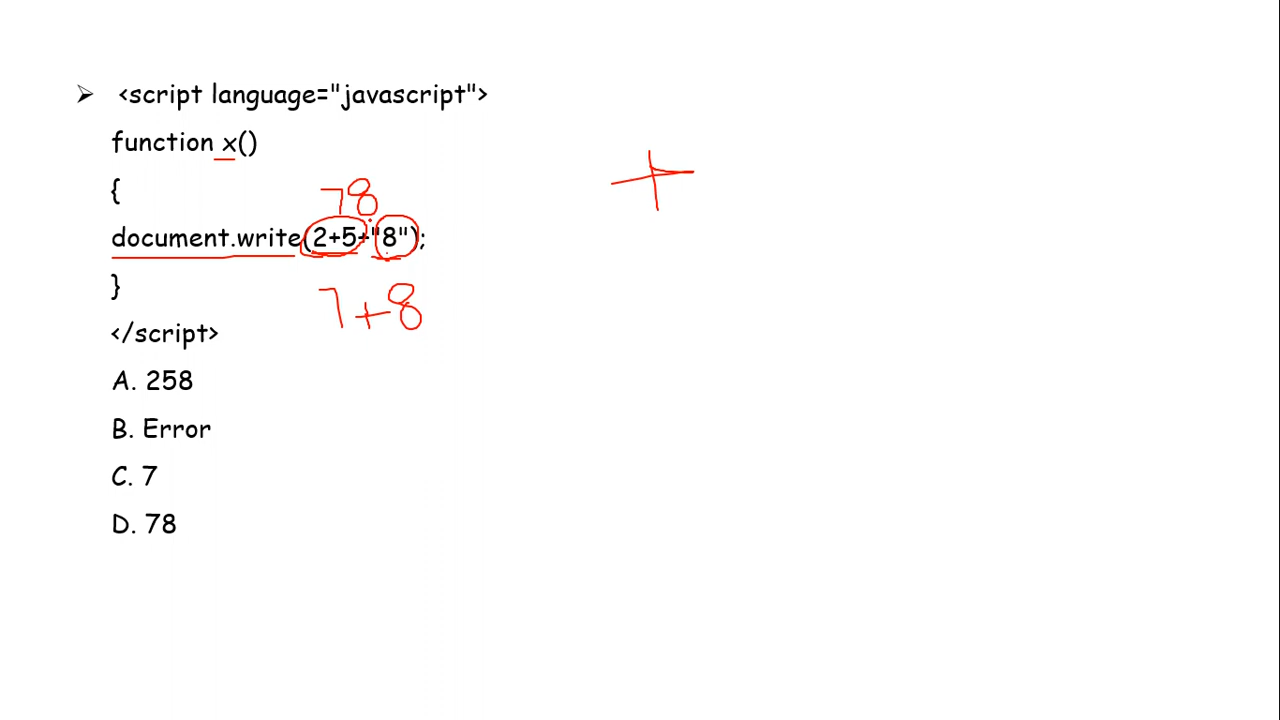 ➢ <script language="javascript">
function x()
{
78
document.write(2+5+"8");
}
7+8
</script>
A. 258
B. Error
C. 7
D. 78